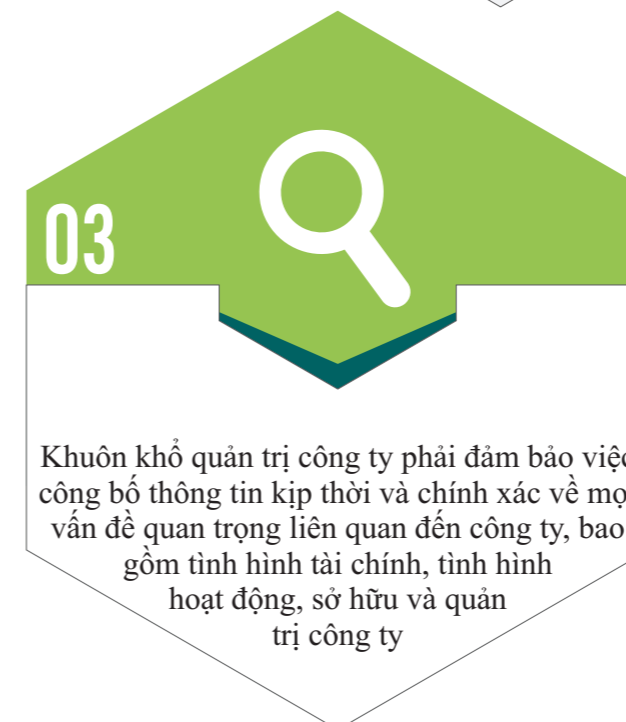 03
Khuôn khổ quản trị công ty phải đảm bảo việc
công bố thông tin kịp thời và chính xác về mọi
vấn đề quan trọng liên quan đến công ty, bao
gồm tình hình tài chính, tình hình
hoạt động, sở hữu và quản
trị công ty